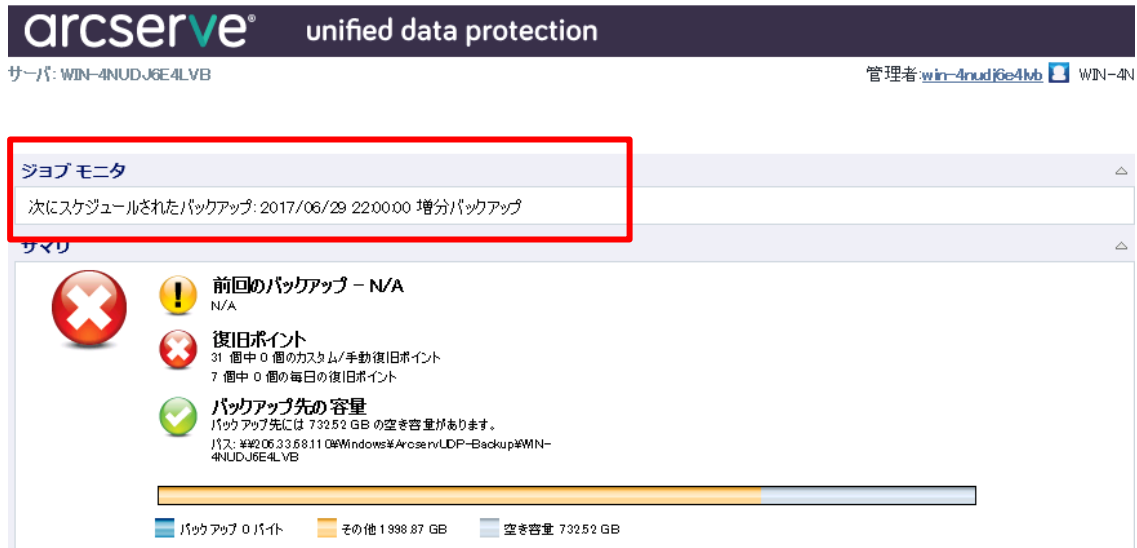 arcserve® unified data protection
サーバ: WIN-4NUDJ6E4LVB 管理者:win-4nudj6e4lvb WIN-4N
ジョブ モニタ
次にスケジュールされたバックアップ: 2017/06/29 22:00:00 増分バックアップ
サマリ
前回のバックアップ - N/A
N/A
復旧ポイント
31 個中 0 個のカスタム/手動復旧ポイント
7 個中 0 個の毎日の復旧ポイント
バックアップ先の容量
バックアップ先には 732.52 GB の空き容量があります。
パス: ¥¥206.33.68.110¥Windows¥ArcservUDP-Backup¥WIN-
4NUDJ6E4LVB
バックアップ 0 バイト その他 1998.87 GB 空き容量 732.52 GB